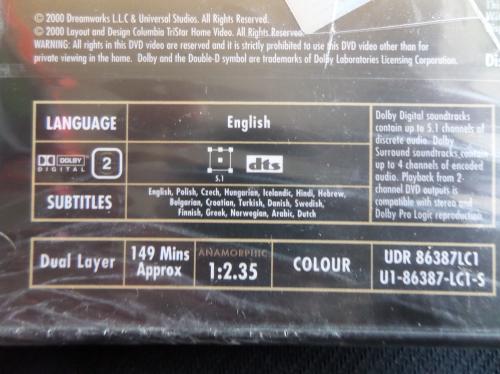 © 2000 Dreamworks L.L.C & Universal Studios. All Rights Reserved.
© 2000 Layout and Design Columbia TriStar Home Video. All Rights Reserved.
WARNING: All rights in this DVD video are reserved and it is strictly prohibited to use this DVD video other than for
private viewing in the home. Dolby and the Double-D symbol are trademarks of Dolby Laboratories Licensing Corporation.
Dis
LANGUAGE
English
DOLBY
DIGITAL
2
5.1
dts
SUBTITLES
English, Polish, Czech, Hungarian, Icelandic, Hindi, Hebrew,
Bulgarian, Croatian, Turkish, Danish, Swedish,
Finnish, Greek, Norwegian, Arabic, Dutch
Dolby Digital soundtracks
contain up to 5.1 channels of
discrete audio. Dolby
Surround soundtracks contain
up to 4 channels of encoded
audio. Playback from 2-
channel DVD outputs is
compatible with stereo and
Dolby Pro Logic reproduction.
Dual Layer
149 Mins
Approx
ANAMORPHIC
1:2.35
COLOUR
UDR 86387LC1
U1-86387-LC1-S